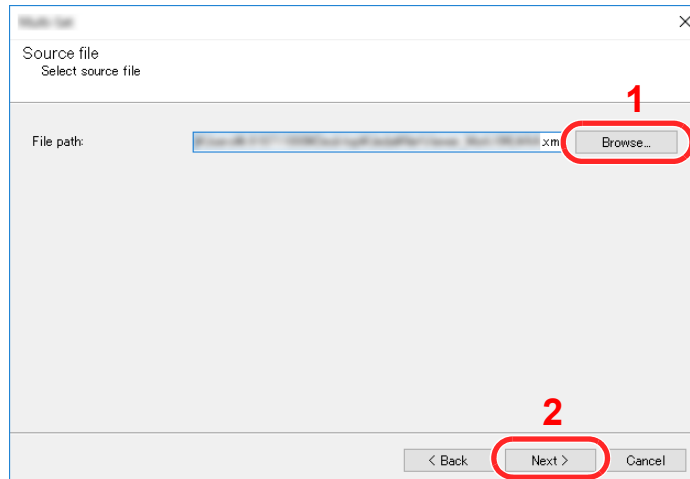 Source file
Select source file
1
File path:
.xm
Browse...
2
< Back
Next >
Cancel